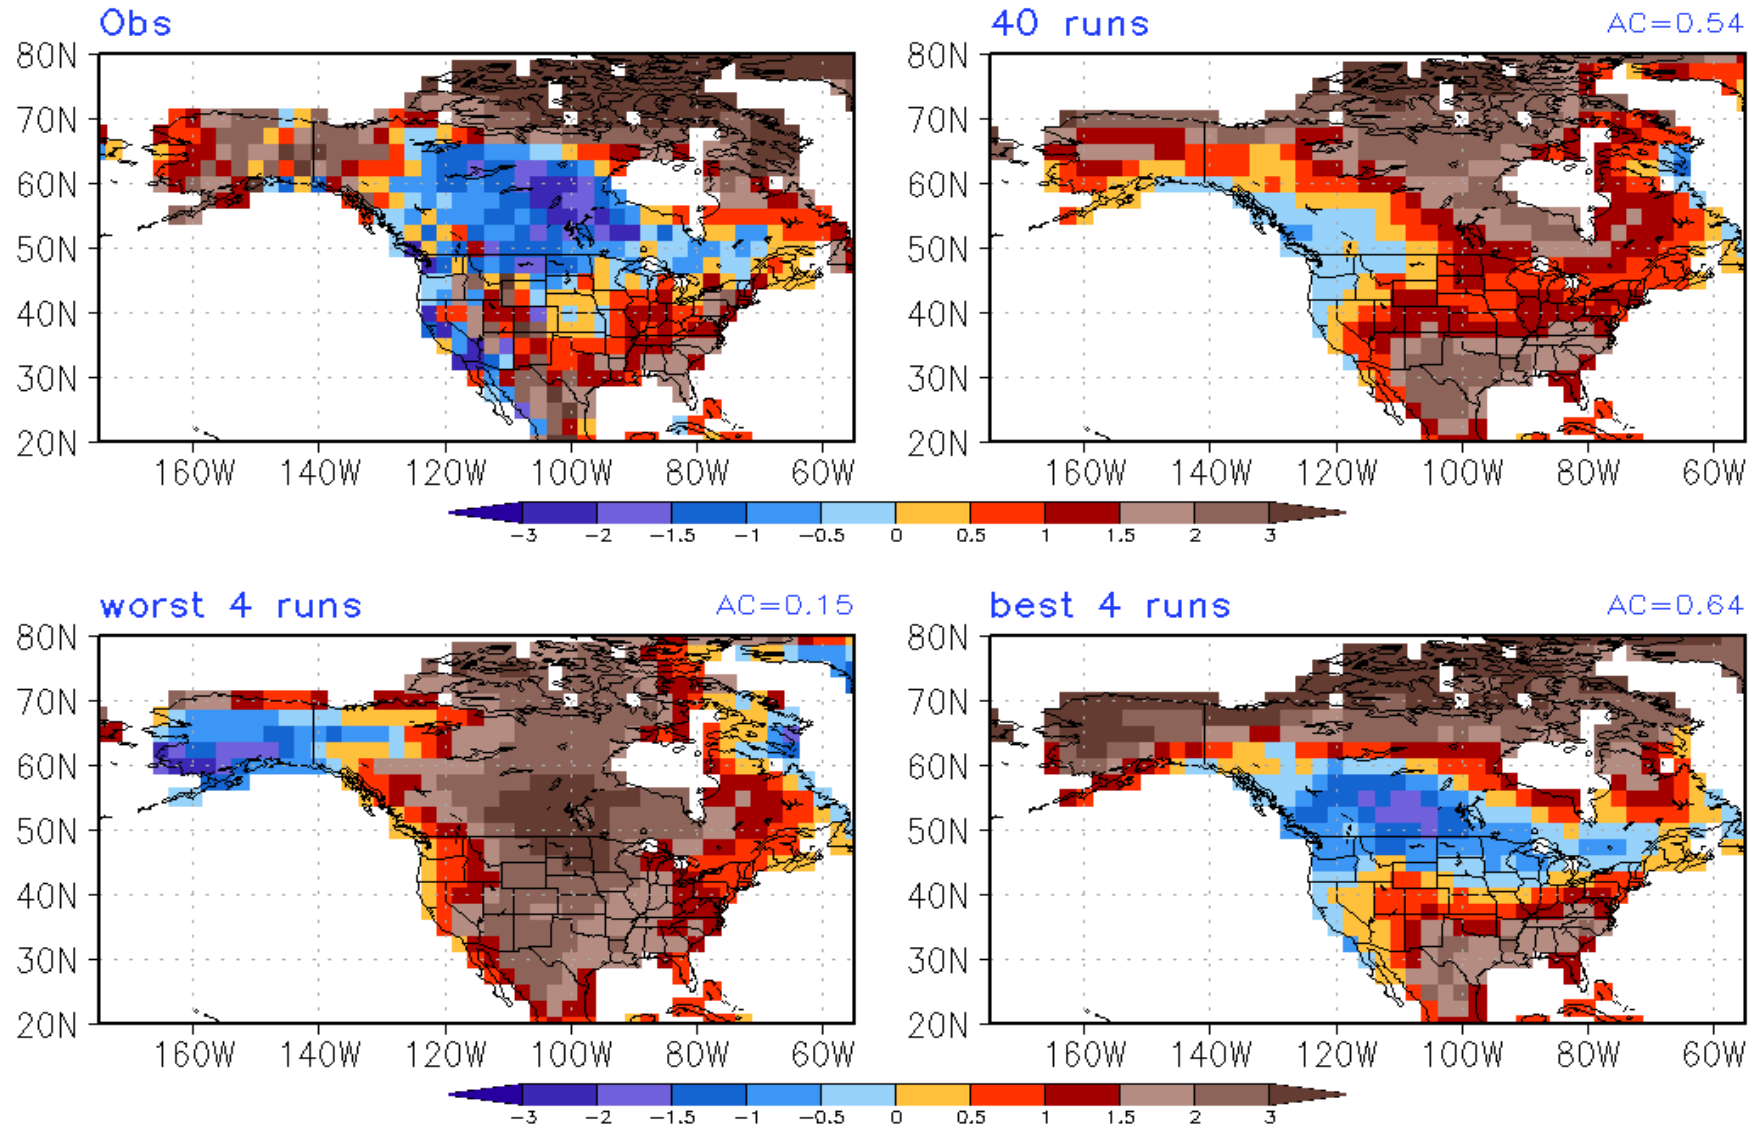 Obs
40 runs
AC=0.54
80N
70N
60N
50N
40N
30N
20N
160W 140W 120W 100W 80W 60W
80N
70N
60N
50N
40N
30N
20N
160W 140W 120W 100W 80W 60W
-3 -2 -1.5 -1 -0.5 0 0.5 1 1.5 2 3
worst 4 runs
AC=0.15
best 4 runs
AC=0.64
80N
70N
60N
50N
40N
30N
20N
160W 140W 120W 100W 80W 60W
80N
70N
60N
50N
40N
30N
20N
160W 140W 120W 100W 80W 60W
-3 -2 -1.5 -1 -0.5 0 0.5 1 1.5 2 3